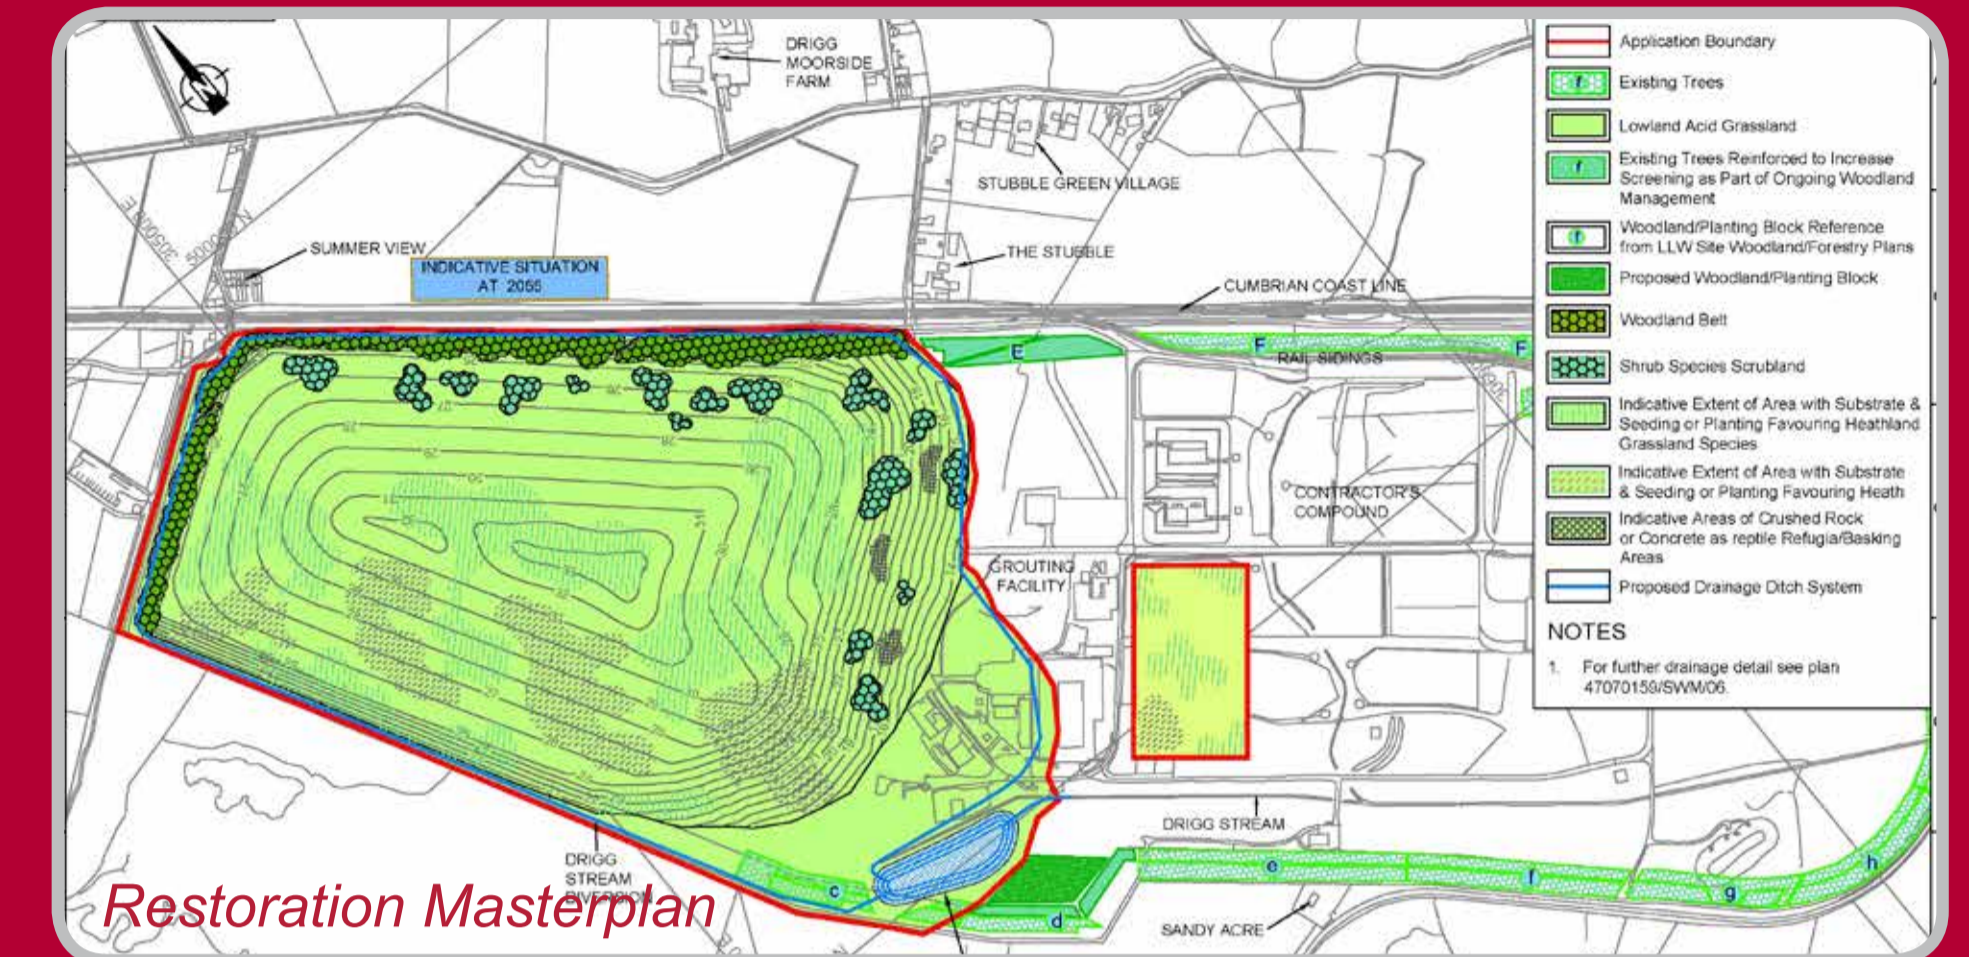 DRIGG
MOORSIDE
FARM
STUBBLE GREEN VILLAGE
SUMMER VIEW
INDICATIVE SITUATION
AT 2055
THE STUBBLE
CUMBRIAN COAST LINE
E
F
F
RAIL SIDINGS
CONTRACTOR'S
COMPOUND
GROUTING
FACILITY
DRIGG STREAM
DRIGG
STREAM
DIVERSION
c
d
e
f
g
h
SANDY ACRE
Restoration Masterplan
Application Boundary
Existing Trees
Lowland Acid Grassland
Existing Trees Reinforced to Increase
Screening as Part of Ongoing Woodland
Management
Woodland/Planting Block Reference
from LLW Site Woodland/Forestry Plans
Proposed Woodland/Planting Block
Woodland Belt
Shrub Species Scrubland
Indicative Extent of Area with Substrate &
Seeding or Planting Favouring Heathland
Grassland Species
Indicative Extent of Area with Substrate
& Seeding or Planting Favouring Heath
Indicative Areas of Crushed Rock
or Concrete as reptile Refugia/Basking
Areas
Proposed Drainage Ditch System
NOTES
1. For further drainage detail see plan
47070159/SWM/06.